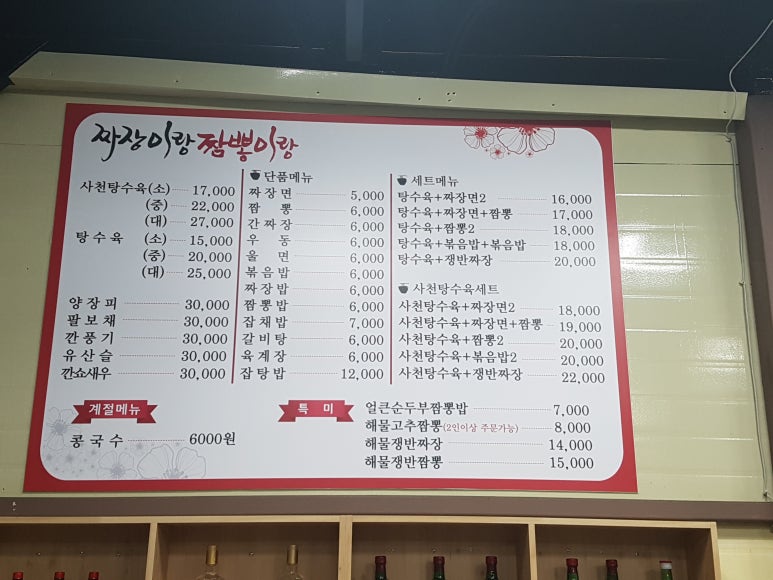 짜장이랑 짬뽕이랑
사천탕수육(소) 17,000
(중) 22,000
(대) 27,000
탕수육 (소) 15,000
(중) 20,000
(대) 25,000
양장피 30,000
팔보채 30,000
깐풍기 30,000
유산슬 30,000
깐쇼새우 30,000
단품메뉴
짜장면 5,000
짬뽕 6,000
간짜장 6,000
우동 6,000
울면 6,000
볶음밥 6,000
짜장밥 6,000
짬뽕밥 6,000
잡채밥 7,000
갈비탕 6,000
육계장 6,000
잡탕밥 12,000
세트메뉴
탕수육+짜장면2 16,000
탕수육+짜장면+짬뽕 17,000
탕수육+짬뽕2 18,000
탕수육+볶음밥+볶음밥 18,000
탕수육+쟁반짜장 20,000
사천탕수육세트
사천탕수육+짜장면2 18,000
사천탕수육+짜장면+짬뽕 19,000
사천탕수육+짬뽕2 20,000
사천탕수육+볶음밥2 20,000
사천탕수육+쟁반짜장 22,000
계절메뉴
콩국수 6000원
특미
얼큰순두부짬뽕밥 7,000
해물고추짬뽕(2인이상 주문가능) 8,000
해물쟁반짜장 14,000
해물쟁반짬뽕 15,000